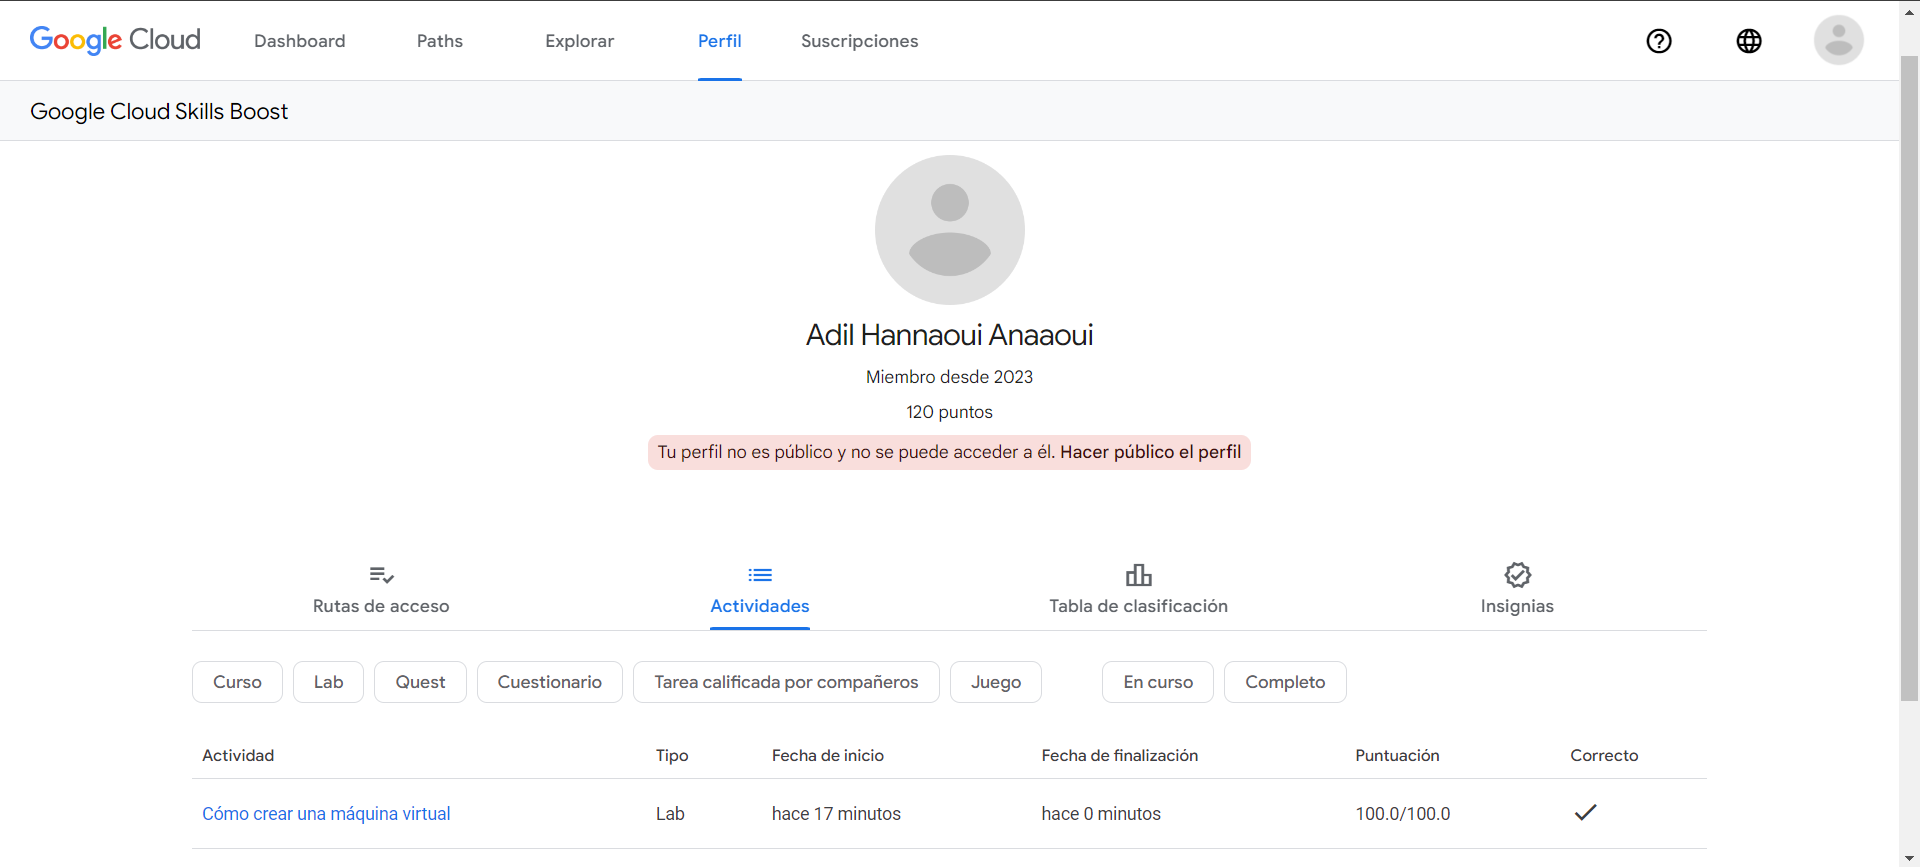 Google Cloud Dashboard Paths Explorar Perfil Suscripciones
Google Cloud Skills Boost
Adil Hannaoui Anaaoui
Miembro desde 2023
120 puntos
Tu perfil no es público y no se puede acceder a él. Hacer público el perfil
Rutas de acceso Actividades Tabla de clasificación Insignias
Curso Lab Quest Cuestionario Tarea calificada por compañeros Juego En curso Completo
Actividad Tipo Fecha de inicio Fecha de finalización Puntuación Correcto
Cómo crear una máquina virtual Lab hace 17 minutos hace 0 minutos 100.0/100.0